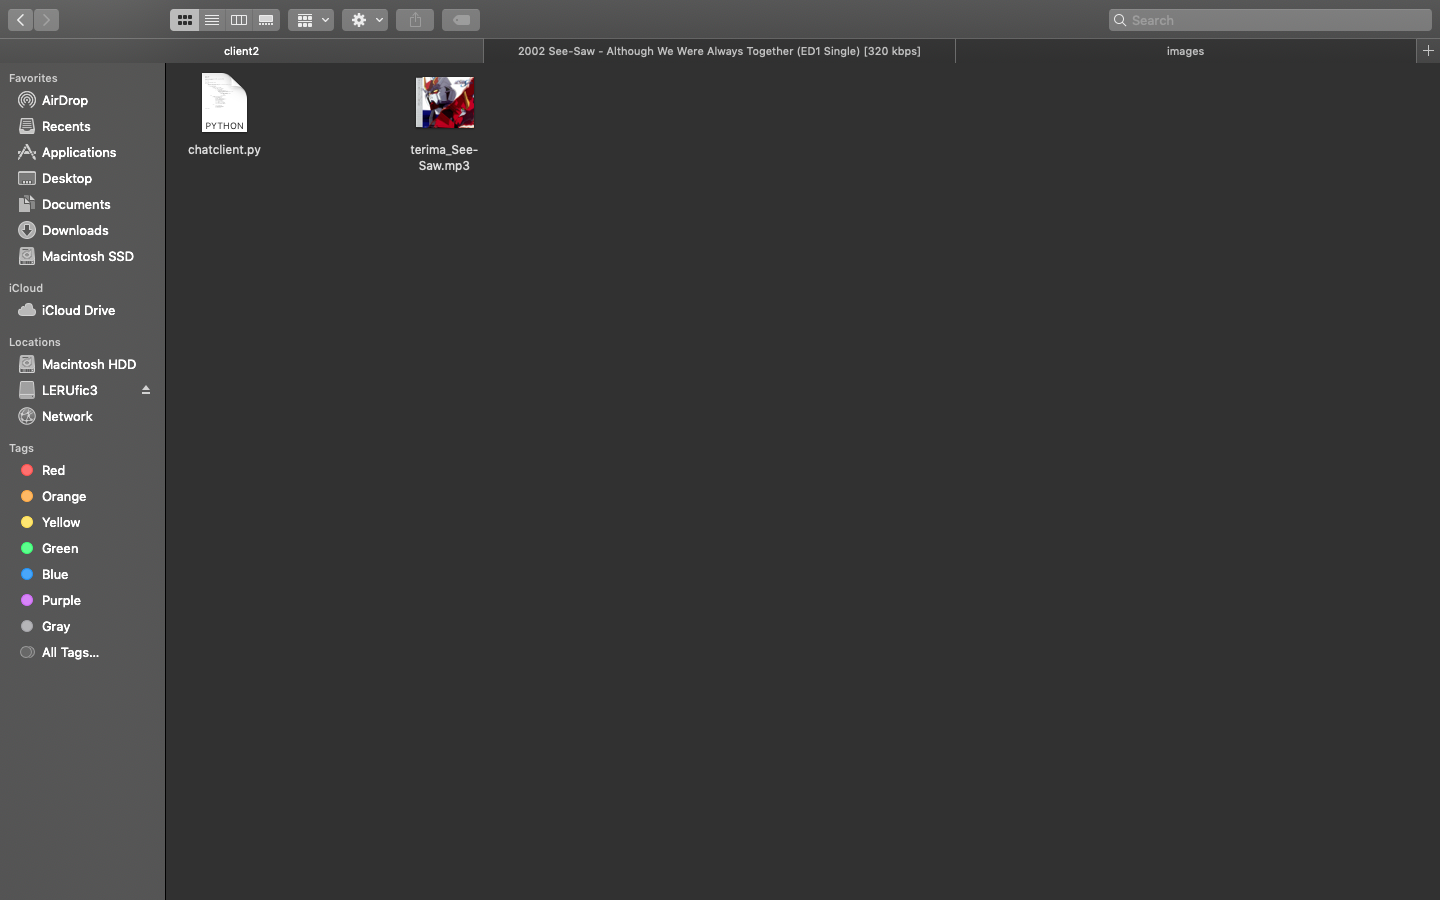 Search
client2
2002 See-Saw - Although We Were Always Together (ED1 Single) [320 kbps]
images
Favorites
AirDrop
Recents
Applications
Desktop
Documents
Downloads
Macintosh SSD
iCloud
iCloud Drive
Locations
Macintosh HDD
LERUfic3
Network
Tags
Red
Orange
Yellow
Green
Blue
Purple
Gray
All Tags...
PYTHON
chatclient.py
terima_See-
Saw.mp3